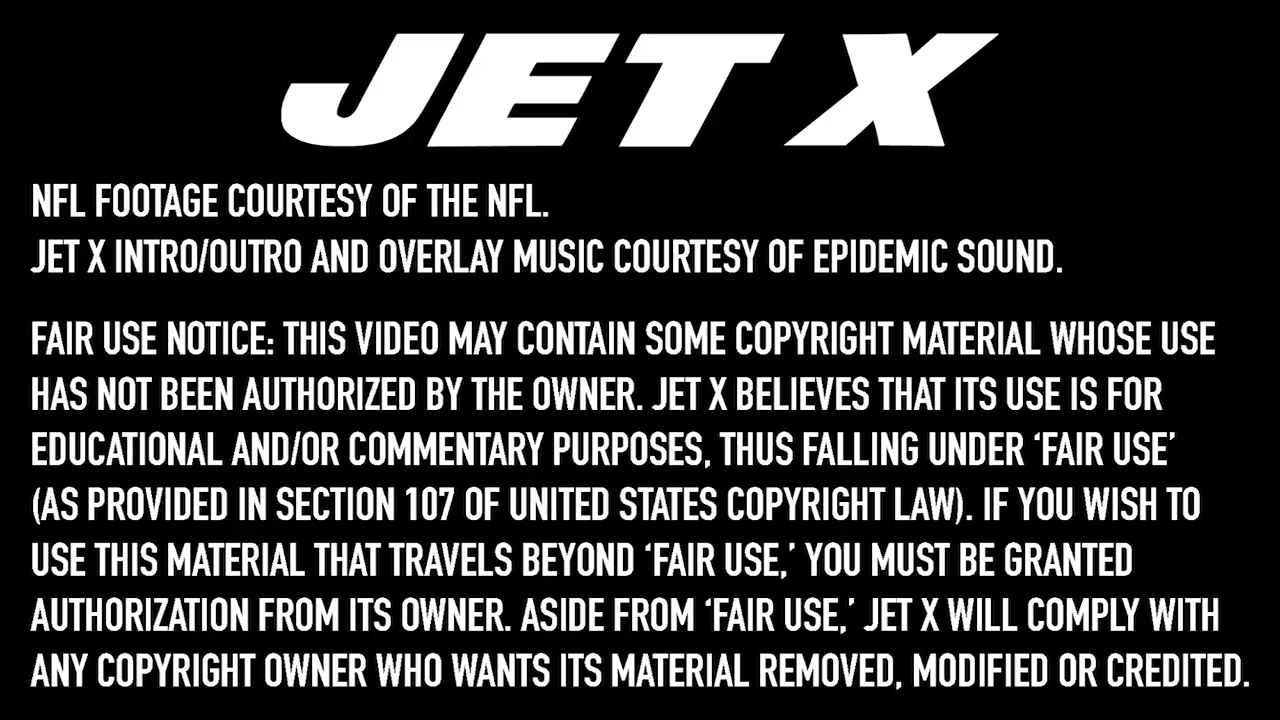 JET X
NFL FOOTAGE COURTESY OF THE NFL.
JET X INTRO/OUTRO AND OVERLAY MUSIC COURTESY OF EPIDEMIC SOUND.
FAIR USE NOTICE: THIS VIDEO MAY CONTAIN SOME COPYRIGHT MATERIAL WHOSE USE
HAS NOT BEEN AUTHORIZED BY THE OWNER. JET X BELIEVES THAT ITS USE IS FOR
EDUCATIONAL AND/OR COMMENTARY PURPOSES, THUS FALLING UNDER ‘FAIR USE’
(AS PROVIDED IN SECTION 107 OF UNITED STATES COPYRIGHT LAW). IF YOU WISH TO
USE THIS MATERIAL THAT TRAVELS BEYOND ‘FAIR USE,’ YOU MUST BE GRANTED
AUTHORIZATION FROM ITS OWNER. ASIDE FROM ‘FAIR USE,’ JET X WILL COMPLY WITH
ANY COPYRIGHT OWNER WHO WANTS ITS MATERIAL REMOVED, MODIFIED OR CREDITED.